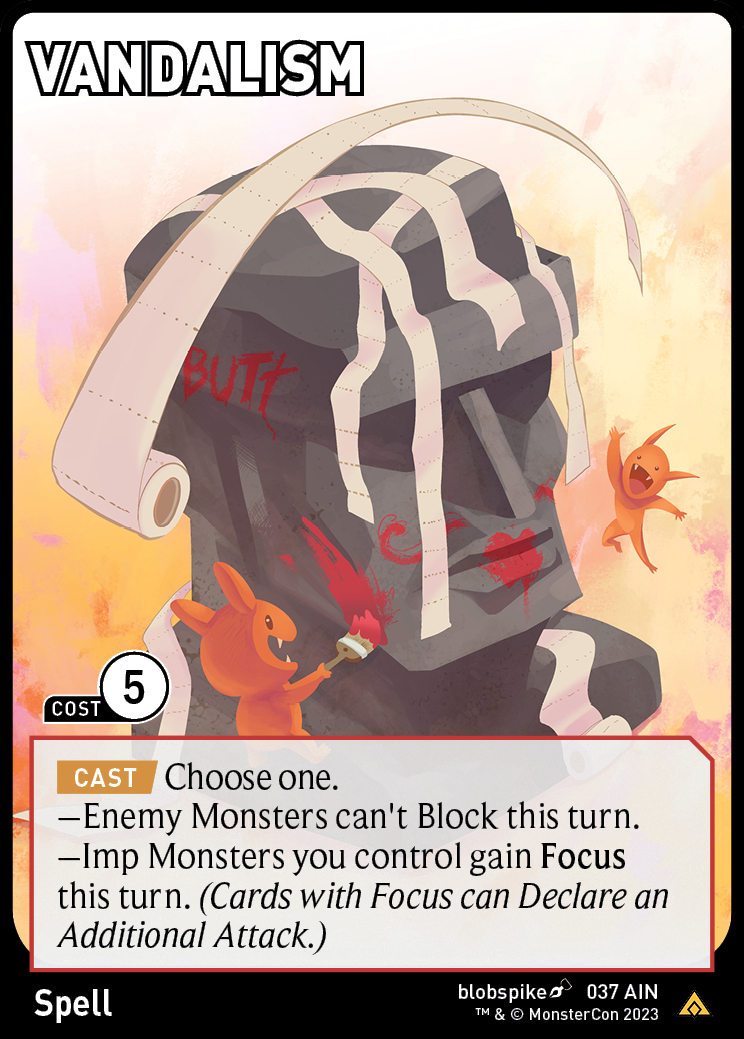 VANDALISM
BUTT
COST 5
CAST Choose one.
—Enemy Monsters can't Block this turn.
—Imp Monsters you control gain Focus
this turn. (Cards with Focus can Declare an
Additional Attack.)
Spell
blobspike 037 AIN
™ & © MonsterCon 2023